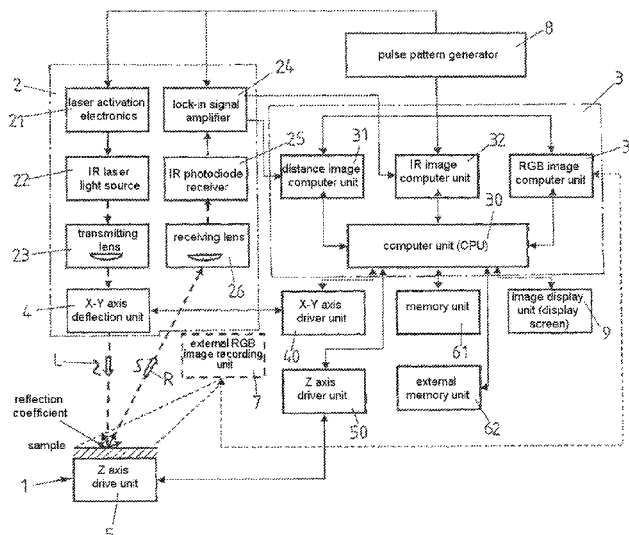 8
pulse pattern generator
24
2
3
laser activation
electronics
lock-in signal
amplifier
21
31
25
32
3
distance image
computer unit
IR image
computer unit
RGB image
computer unit
22
IR laser
light source
IR photodiode
receiver
30
23
transmitting
lens
receiving lens
computer unit (CPU)
26
4
X-Y axis
deflection unit
X-Y axis
driver unit
memory unit
image display
unit (display
screen)
40
61
9
external RGB
image recording
unit
L
2
S
R
Z axis
driver unit
external
memory unit
7
50
62
reflection
coefficient
sample
1
Z axis
drive unit
5